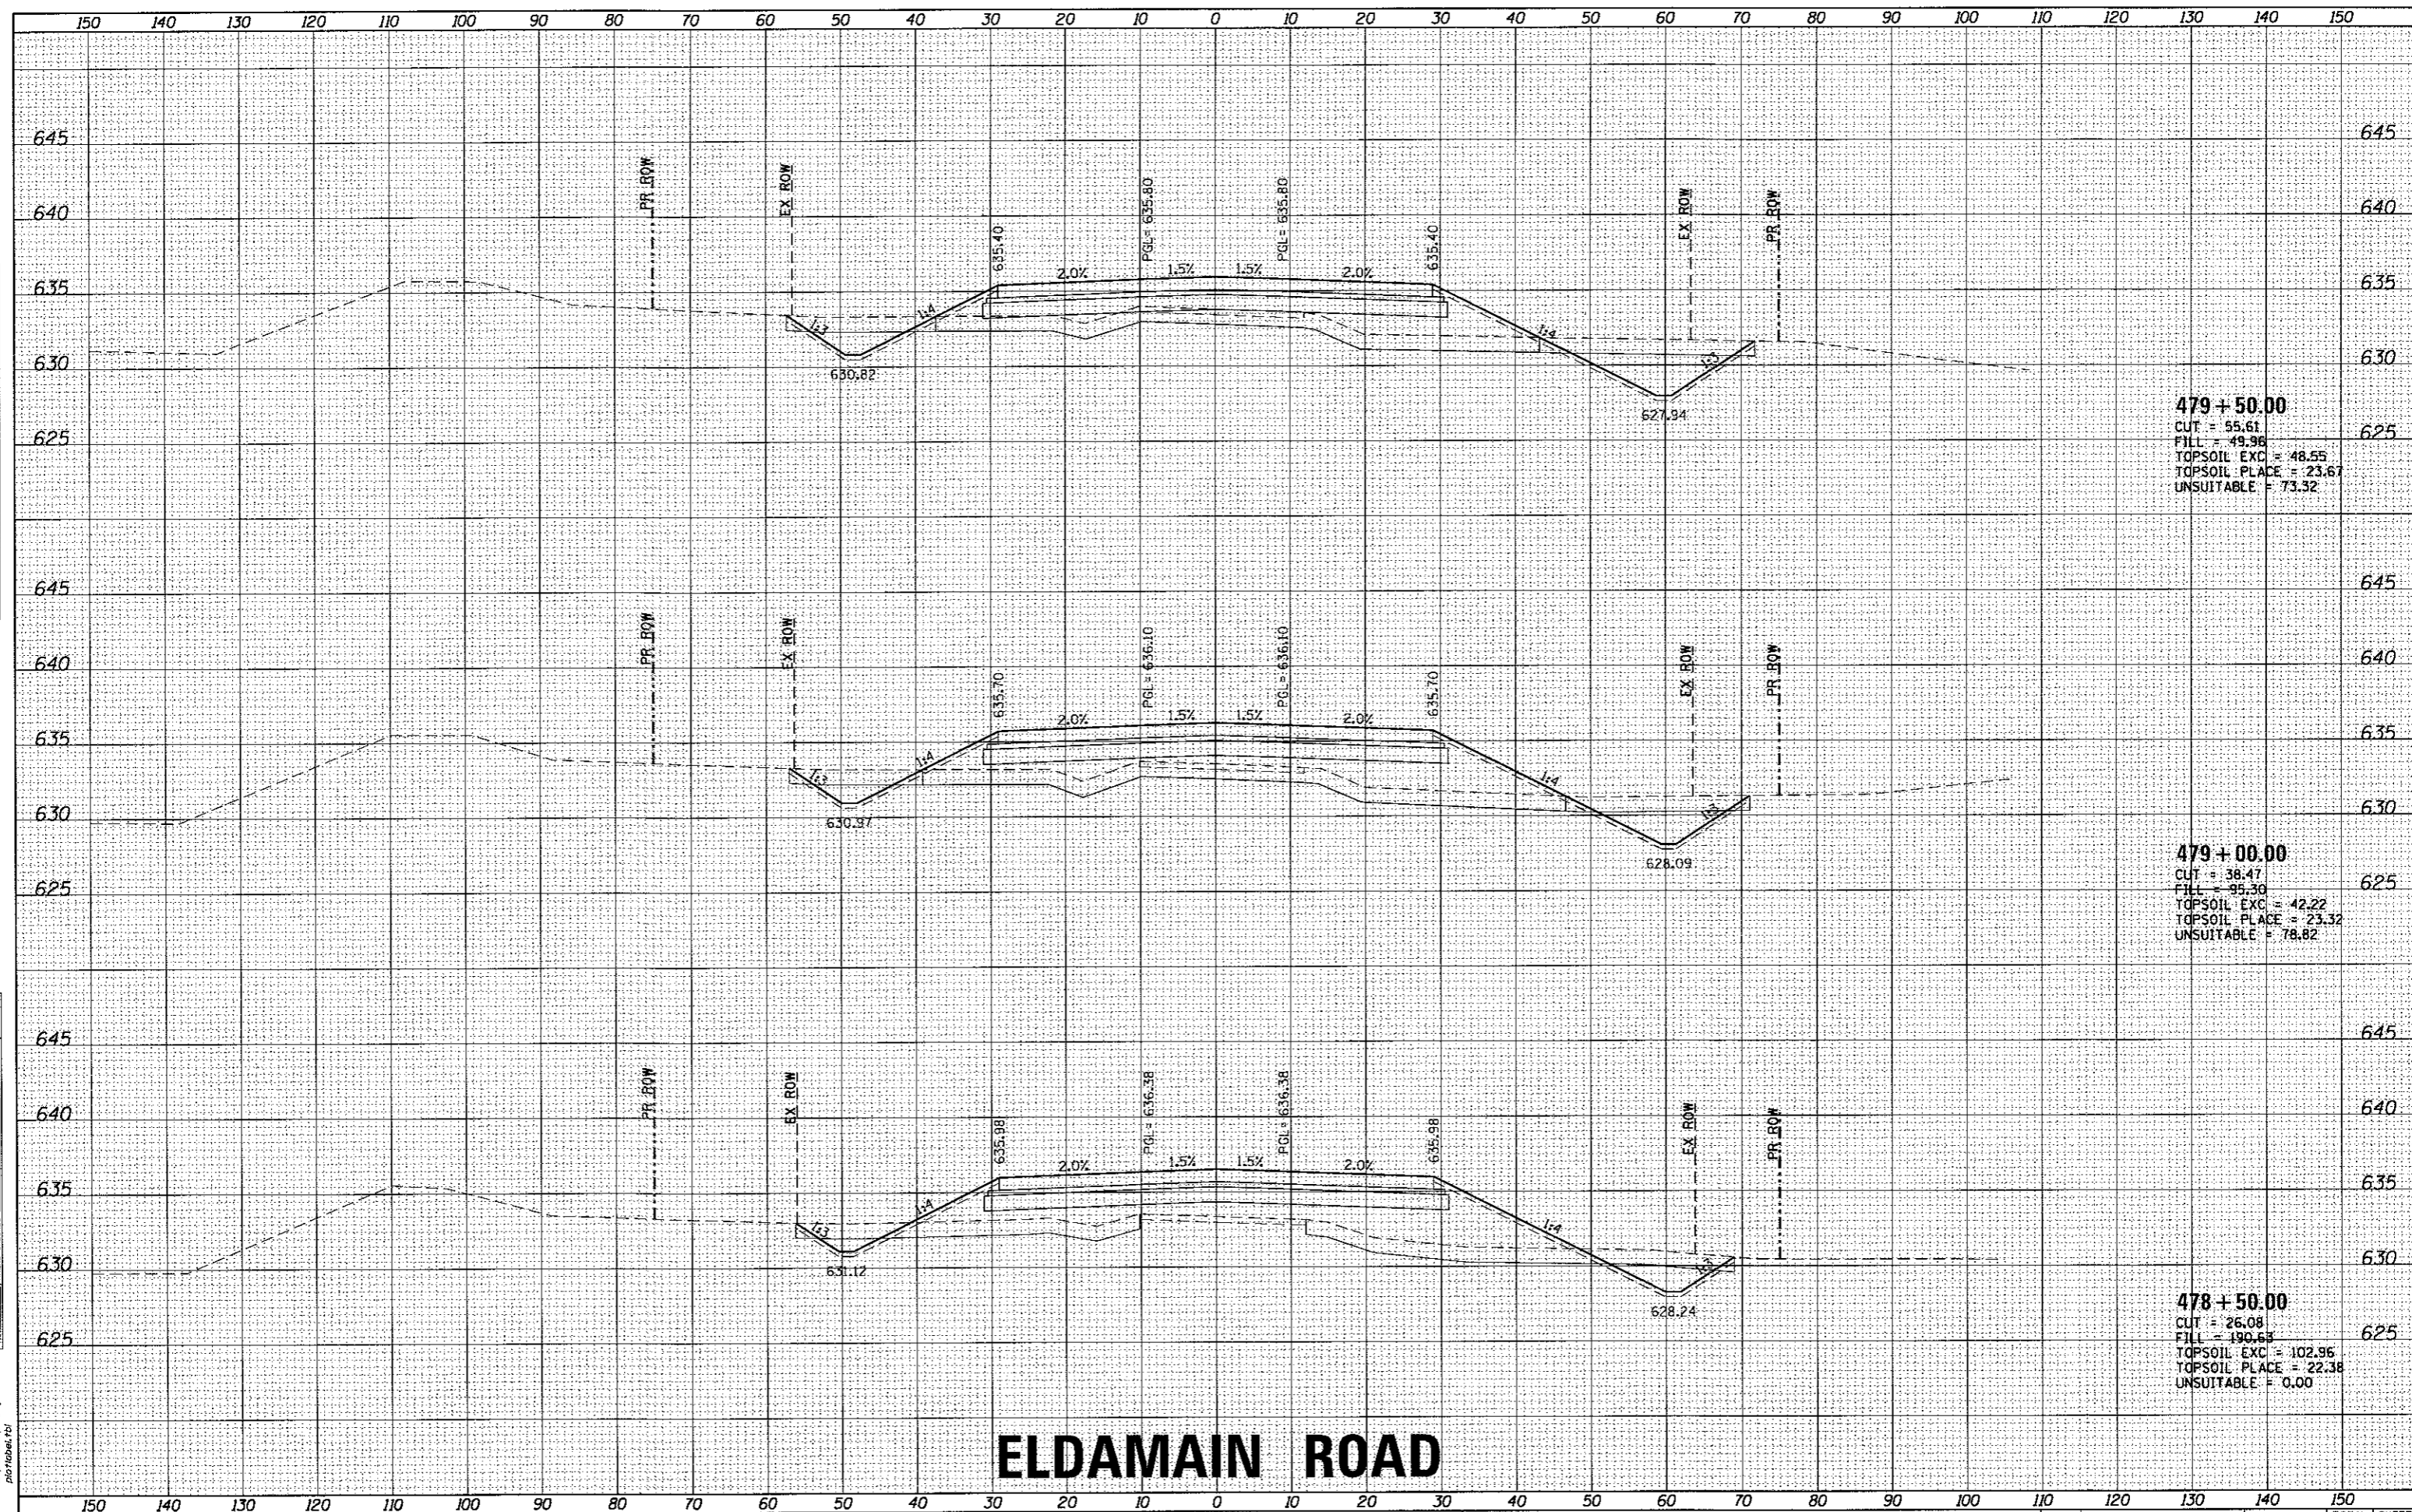 150 140 130 120 110 100 90 80 70 60 50 40 30 20 10 0 10 20 30 40 50 60 70 80 90 100 110 120 130 140 150
645 645
PR ROW EX ROW PGL= 635.80 PGL= 635.80 EX ROW PR ROW
640 640
635.40 635.40
2.0% 1.5% 1.5% 2.0%
635 635
1:3 1:4 1:4 1:3
630 630
630.82 627.94
479+50.00
625 625
CUT = 55.61
FILL = 49.96
TOPSOIL EXC = 48.55
TOPSOIL PLACE = 23.67
UNSUITABLE = 73.32
645 645
PR ROW EX ROW PGL= 636.10 PGL= 636.10 EX ROW PR ROW
640 640
635.70 635.70
2.0% 1.5% 1.5% 2.0%
635 635
1:3 1:4 1:4 1:3
630 630
630.97 628.09
479+00.00
625 625
CUT = 38.47
FILL = 95.30
TOPSOIL EXC = 42.22
TOPSOIL PLACE = 23.32
UNSUITABLE = 78.82
645 645
PR ROW EX ROW PGL= 636.38 PGL= 636.38 EX ROW PR ROW
640 640
635.98 635.98
2.0% 1.5% 1.5% 2.0%
635 635
1:3 1:4 1:4 1:3
630 630
631.12 628.24
478+50.00
625 625
CUT = 26.08
FILL = 190.63
TOPSOIL EXC = 102.96
TOPSOIL PLACE = 22.38
UNSUITABLE = 0.00
ELDAMAIN ROAD
plotlabel.tbl
150 140 130 120 110 100 90 80 70 60 50 40 30 20 10 0 10 20 30 40 50 60 70 80 90 100 110 120 130 140 150